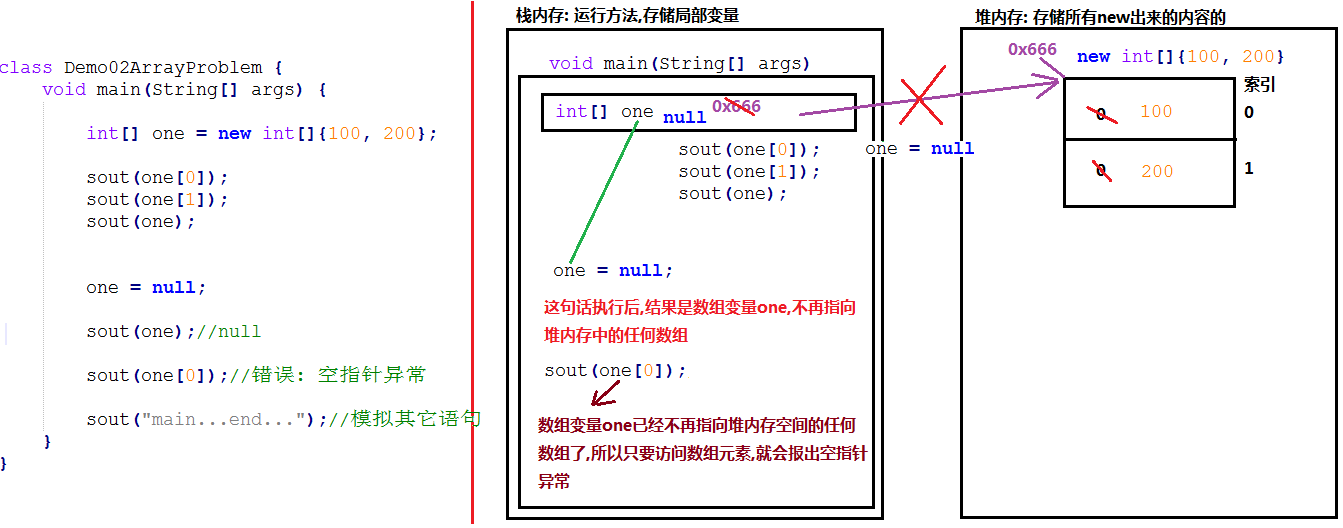 class Demo02ArrayProblem {
void main(String[] args) {
int[] one = new int[]{100, 200};
sout(one[0]);
sout(one[1]);
sout(one);
one = null;
sout(one);//null
sout(one[0]);//错误: 空指针异常
sout("main...end...");//模拟其它语句
}
}
栈内存: 运行方法,存储局部变量
void main(String[] args)
int[] one null 0x666
sout(one[0]);
sout(one[1]);
sout(one);
one = null;
这句话执行后,结果是数组变量one,不再指向
堆内存中的任何数组
sout(one[0]);
数组变量one已经不再指向堆内存空间的任何
数组了,所以只要访问数组元素,就会报出空指针
异常
one = null
堆内存: 存储所有new出来的内容的
0x666
new int[]{100, 200}
索引
0 100 0
0 200 1